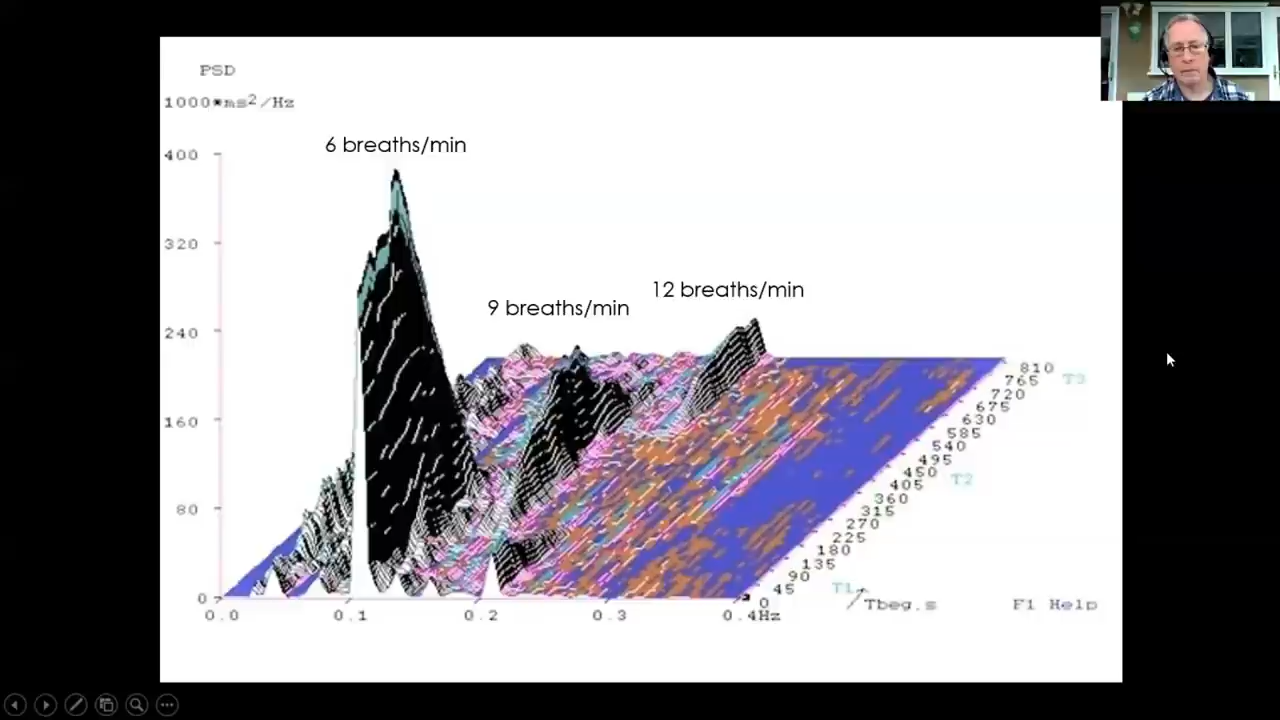 PSD
1000*ms2/Hz
6 breaths/min
400
320
12 breaths/min
9 breaths/min
240
160
80
0
0.0
0.1
0.2
0.3
0.4Hz
810
765
T3
720
675
630
585
540
495
450
T2
405
360
315
270
225
180
135
90
T1
45
0
Tbeg.s
F1 Help